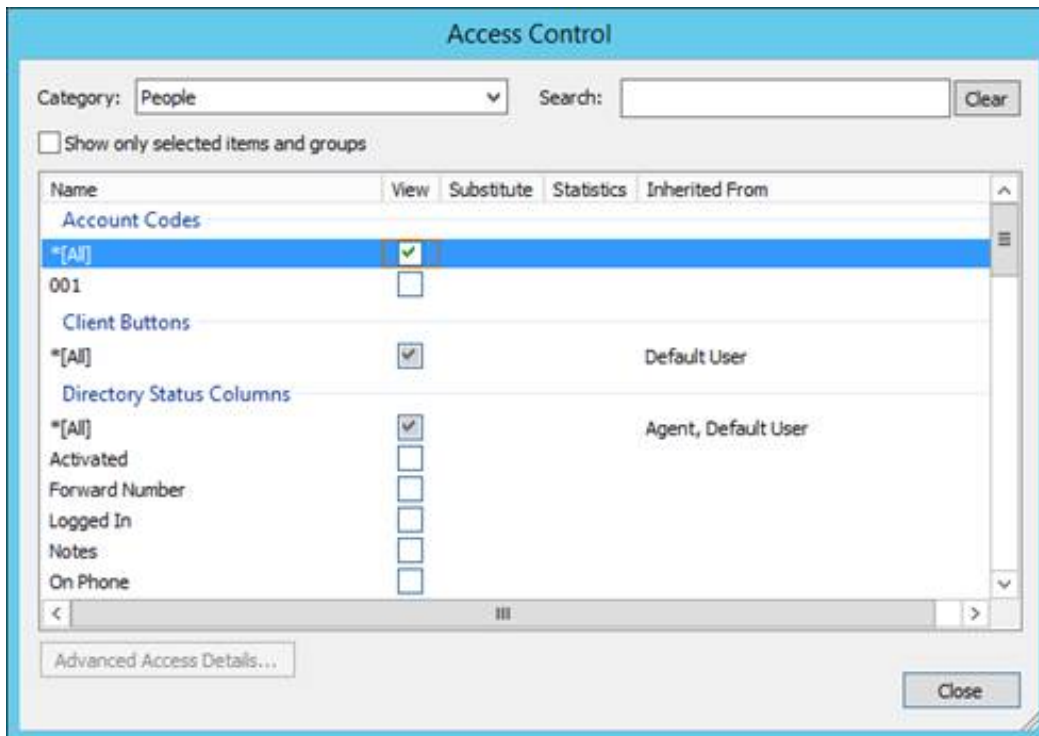 Access Control
Category: People Search: Clear
Show only selected items and groups
Name View Substitute Statistics Inherited From
Account Codes
*[All]
001
Client Buttons
*[All] Default User
Directory Status Columns
*[All] Agent, Default User
Activated
Forward Number
Logged In
Notes
On Phone
Advanced Access Details...
Close